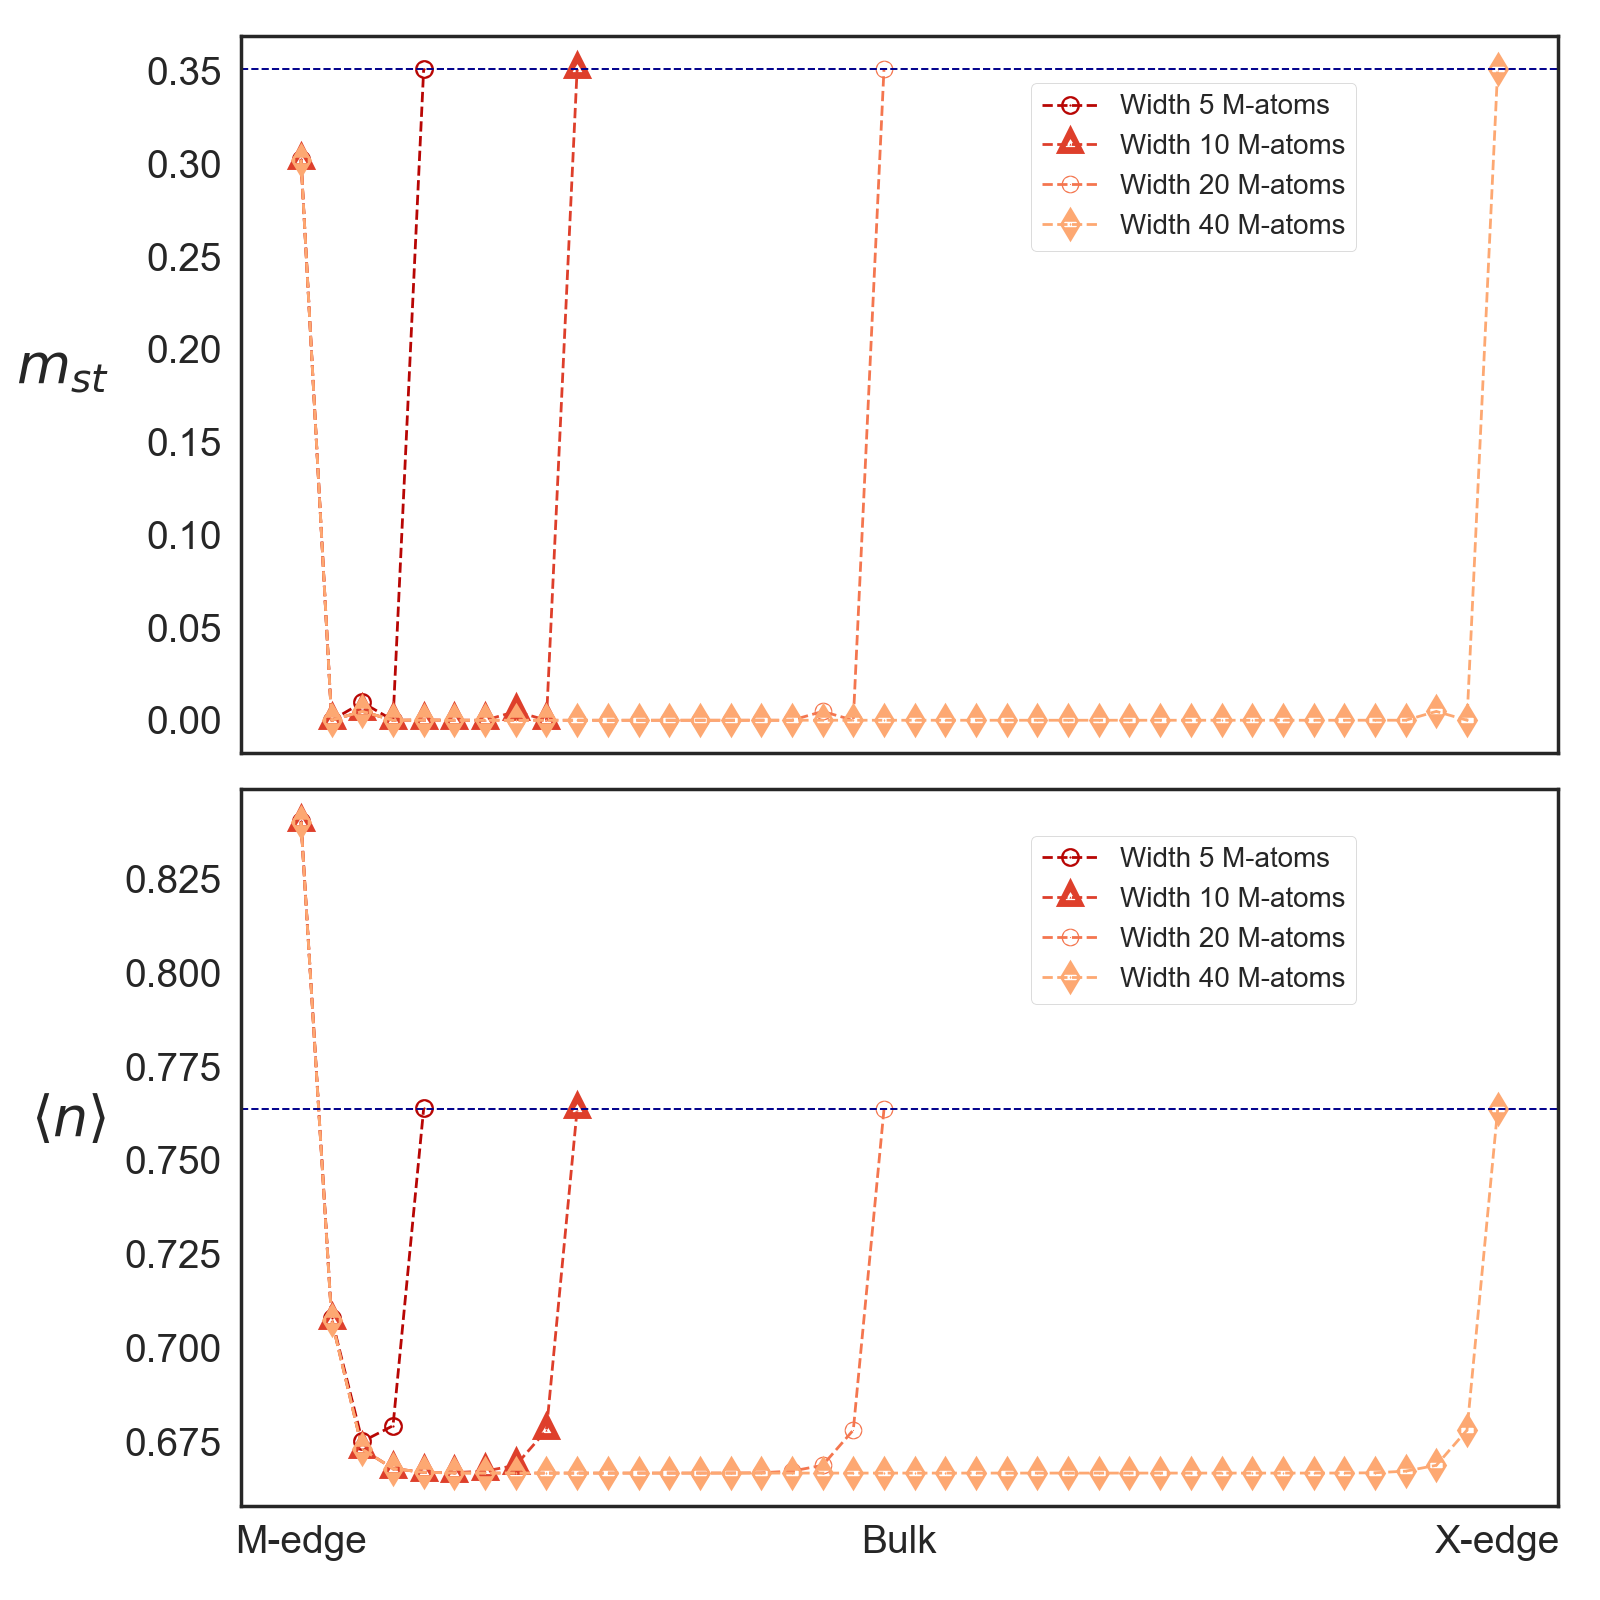 0.35
0.30
0.25
0.20
0.15
0.10
0.05
0.00
m_st
Width 5 M-atoms
Width 10 M-atoms
Width 20 M-atoms
Width 40 M-atoms
0.825
0.800
0.775
0.750
0.725
0.700
0.675
⟨n⟩
Width 5 M-atoms
Width 10 M-atoms
Width 20 M-atoms
Width 40 M-atoms
M-edge Bulk X-edge